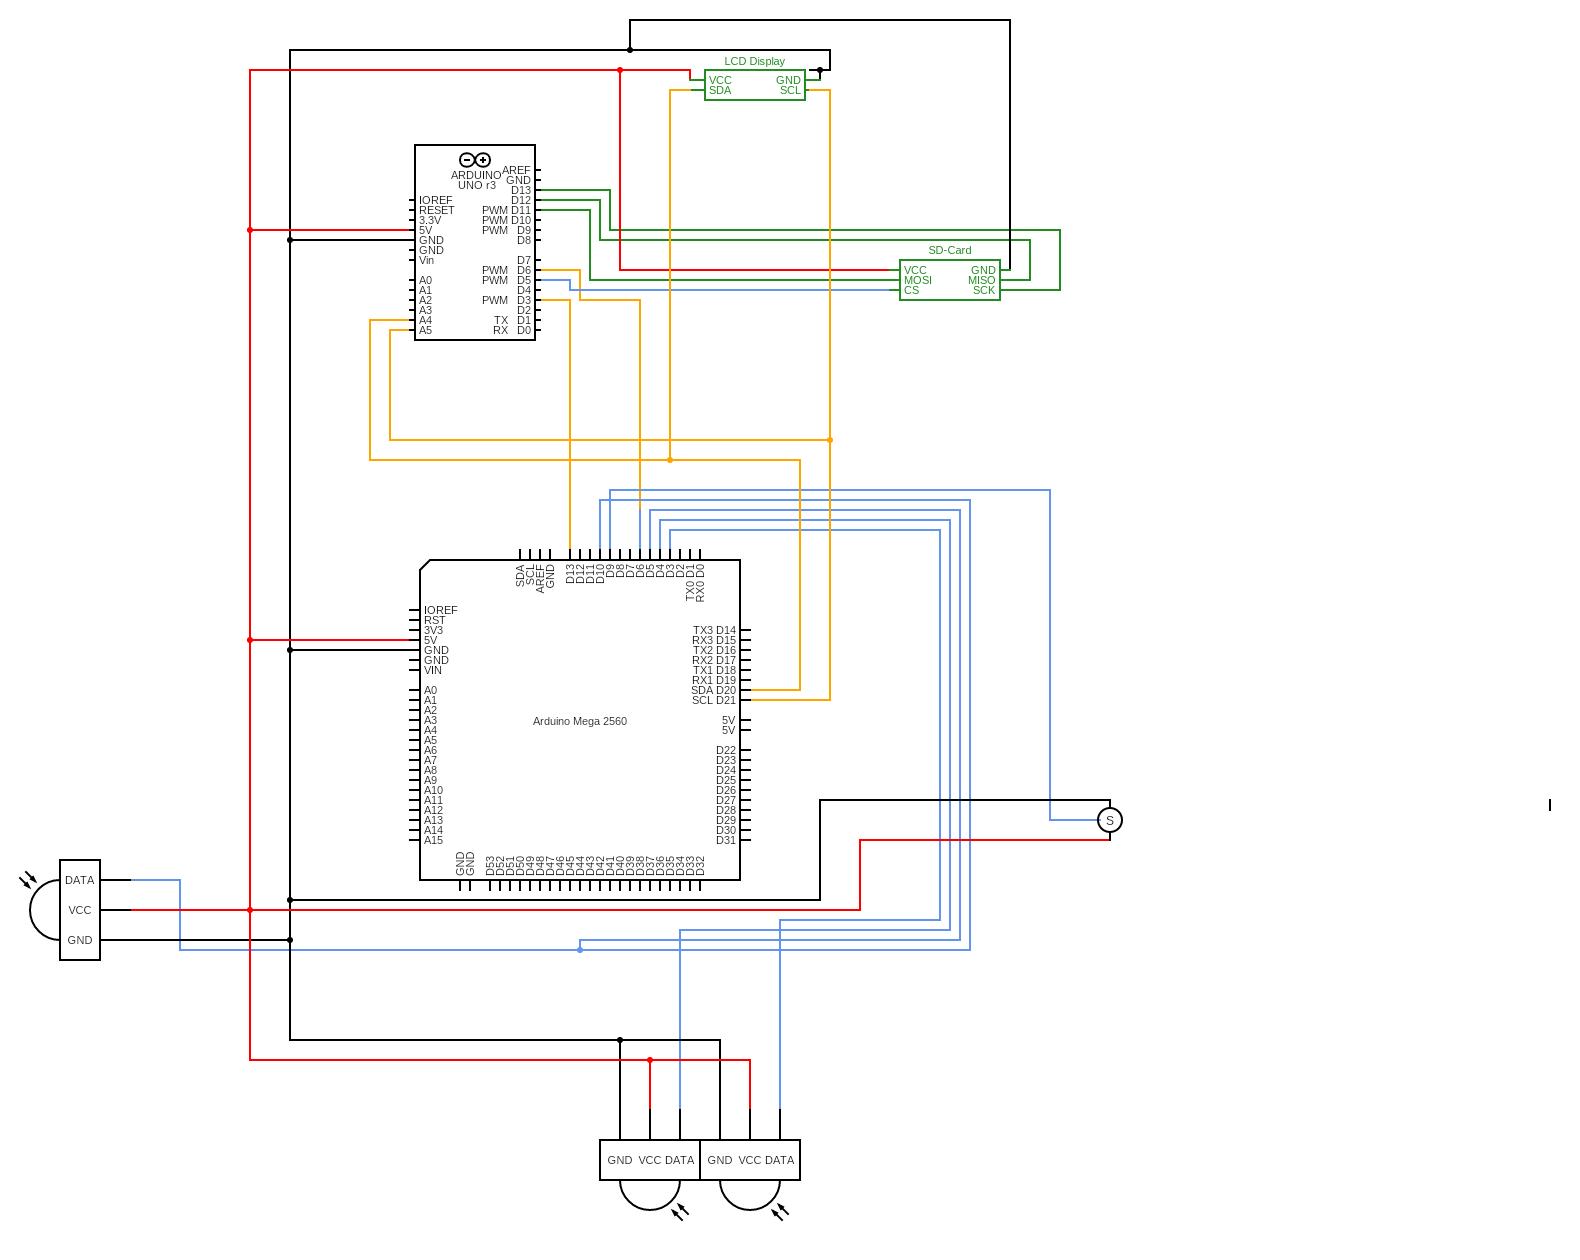 LCD Display
VCC GND
SDA SCL
ARDUINO
UNO r3
AREF
GND
D13
IOREF D12
RESET PWM D11
3.3V PWM D10
5V PWM D9
GND D8
GND
Vin D7
PWM D6
A0 PWM D5
A1 D4
A2 PWM D3
A3 D2
A4 TX D1
A5 RX D0
SD-Card
VCC GND
MOSI MISO
CS SCK
SDA
SCL
AREF
GND
D13
D12
D11
D10
D9
D8
D7
D6
D5
D4
D3
D2
TX0 D1
RX0 D0
IOREF
RST
3V3
5V
GND
GND
VIN
A0
A1
A2
A3
A4
A5
A6
A7
A8
A9
A10
A11
A12
A13
A14
A15
TX3 D14
RX3 D15
TX2 D16
RX2 D17
TX1 D18
RX1 D19
SDA D20
SCL D21
5V
5V
D22
D23
D24
D25
D26
D27
D28
D29
D30
D31
Arduino Mega 2560
GND
GND
D53
D52
D51
D50
D49
D48
D47
D46
D45
D44
D43
D42
D41
D40
D39
D38
D37
D36
D35
D34
D33
D32
S
DATA
VCC
GND
GND VCC DATA
GND VCC DATA